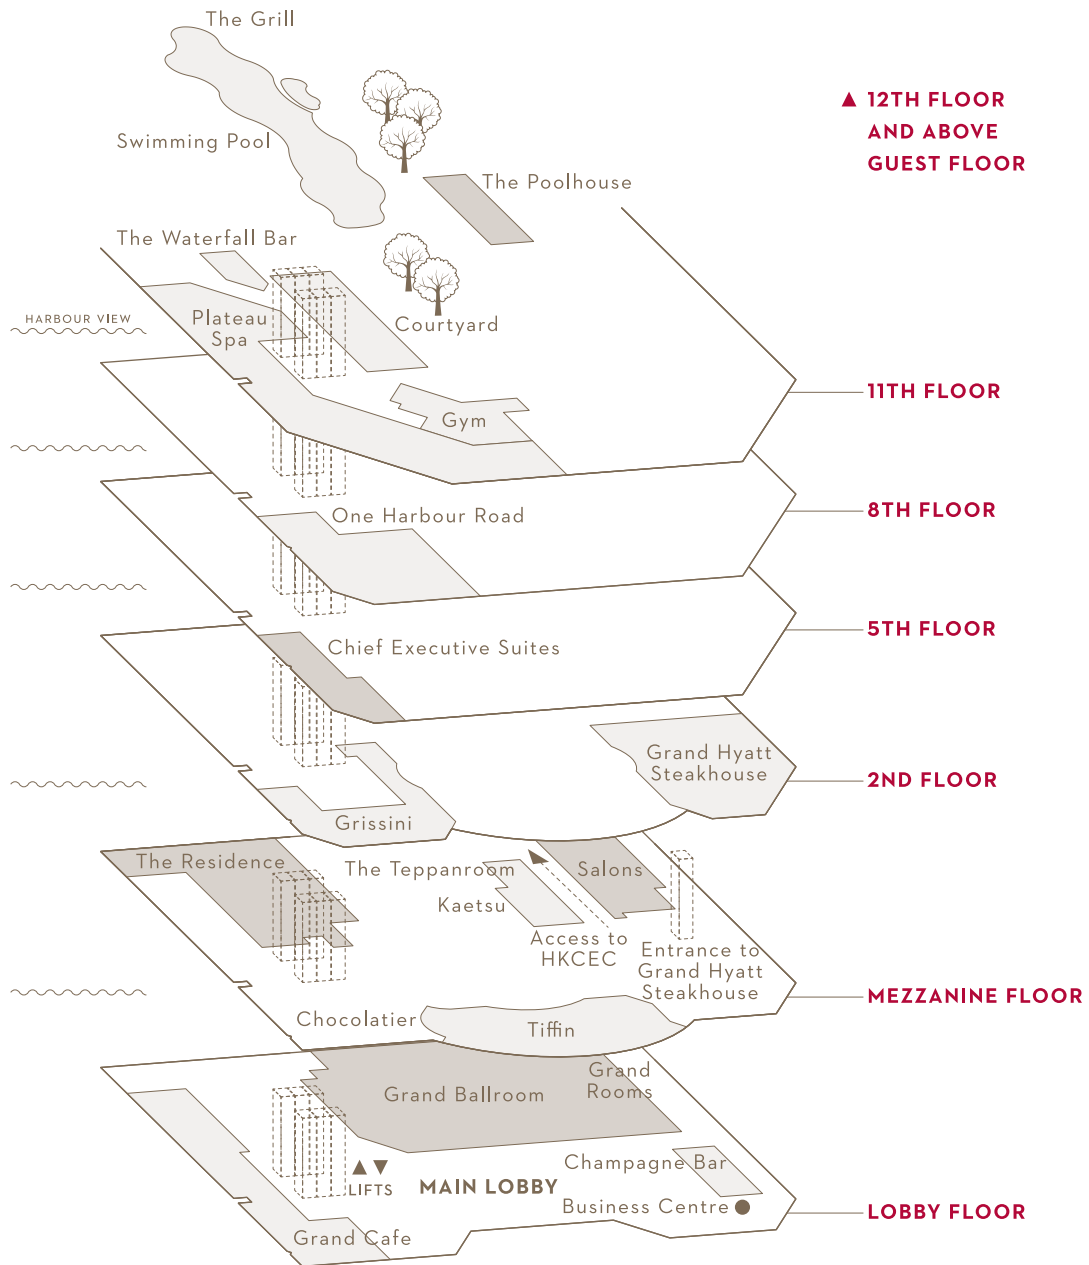 The Grill
▲ 12TH FLOOR
AND ABOVE
GUEST FLOOR
Swimming Pool
The Poolhouse
The Waterfall Bar
HARBOUR VIEW
Plateau
Spa
Courtyard
11TH FLOOR
Gym
One Harbour Road
8TH FLOOR
Chief Executive Suites
5TH FLOOR
Grand Hyatt
Steakhouse
2ND FLOOR
Grissini
The Residence
The Teppanroom
Salons
Kaetsu
Access to
HKCEC
Entrance to
Grand Hyatt
Steakhouse
MEZZANINE FLOOR
Chocolatier
Tiffin
Grand Ballroom
Grand
Rooms
Champagne Bar
▲ ▼
LIFTS
MAIN LOBBY
Business Centre
LOBBY FLOOR
Grand Cafe